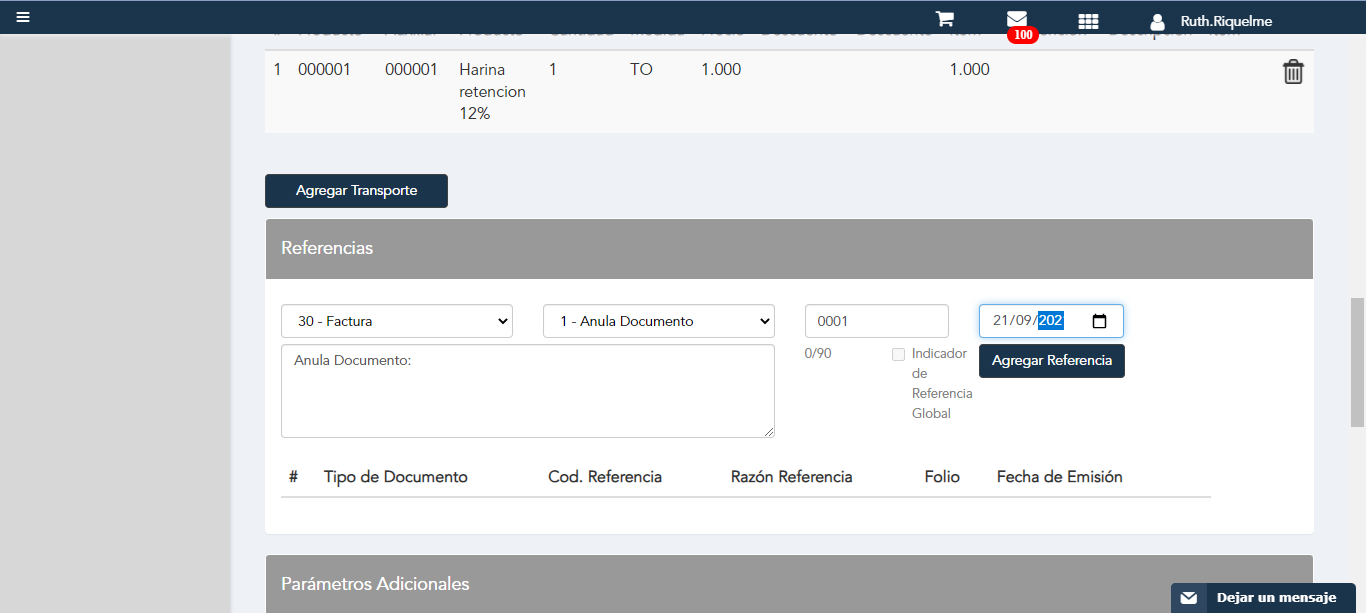 Ruth.Riquelme
100
1 000001 000001 Harina 1 TO 1.000 1.000
retencion
12%
Agregar Transporte
Referencias
30 - Factura 1 - Anula Documento 0001 21/09/202
Anula Documento: 0/90 Indicador Agregar Referencia
de
Referencia
Global
# Tipo de Documento Cod. Referencia Razón Referencia Folio Fecha de Emisión
Parámetros Adicionales
Dejar un mensaje